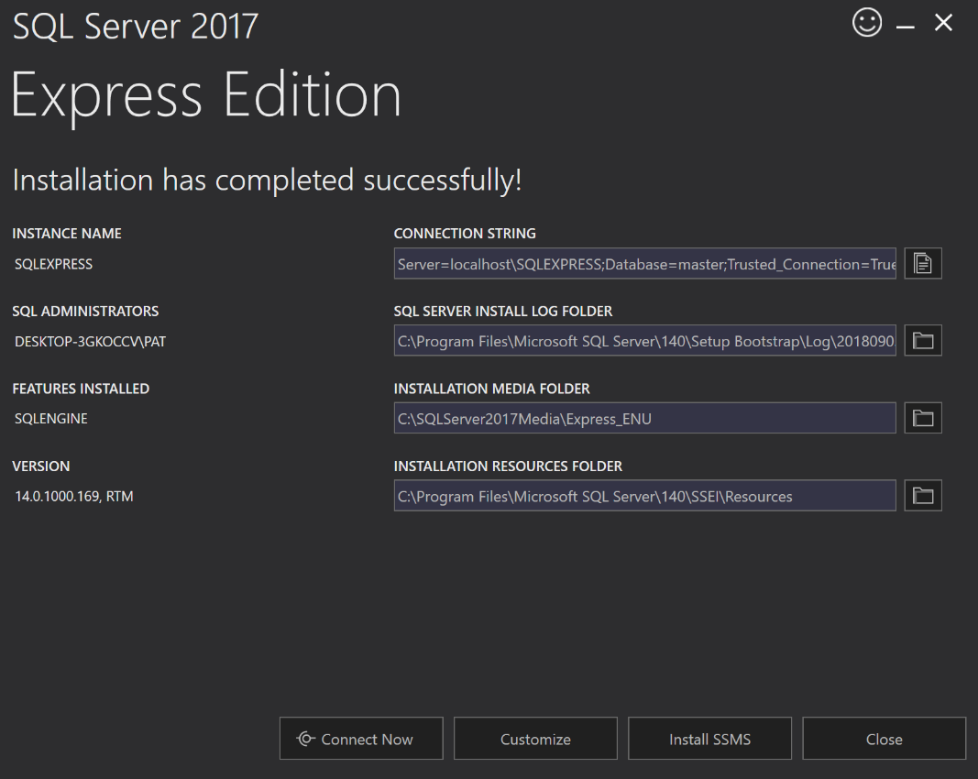 SQL Server 2017
Express Edition
Installation has completed successfully!
INSTANCE NAME
SQLEXPRESS
CONNECTION STRING
Server=localhost\SQLEXPRESS;Database=master;Trusted_Connection=True
SQL ADMINISTRATORS
DESKTOP-3GKOCCV\PAT
SQL SERVER INSTALL LOG FOLDER
C:\Program Files\Microsoft SQL Server\140\Setup Bootstrap\Log\2018090
FEATURES INSTALLED
SQLENGINE
INSTALLATION MEDIA FOLDER
C:\SQLServer2017Media\Express_ENU
VERSION
14.0.1000.169, RTM
INSTALLATION RESOURCES FOLDER
C:\Program Files\Microsoft SQL Server\140\SSEI\Resources
Connect Now
Customize
Install SSMS
Close